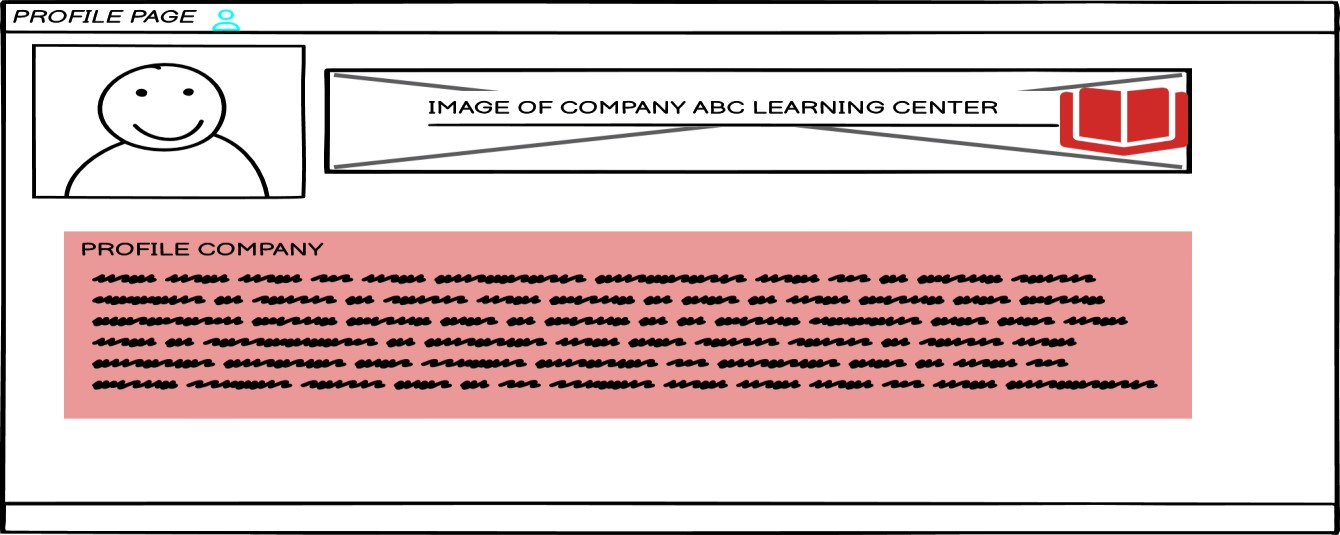 PROFILE PAGE
IMAGE OF COMPANY ABC LEARNING CENTER
PROFILE COMPANY